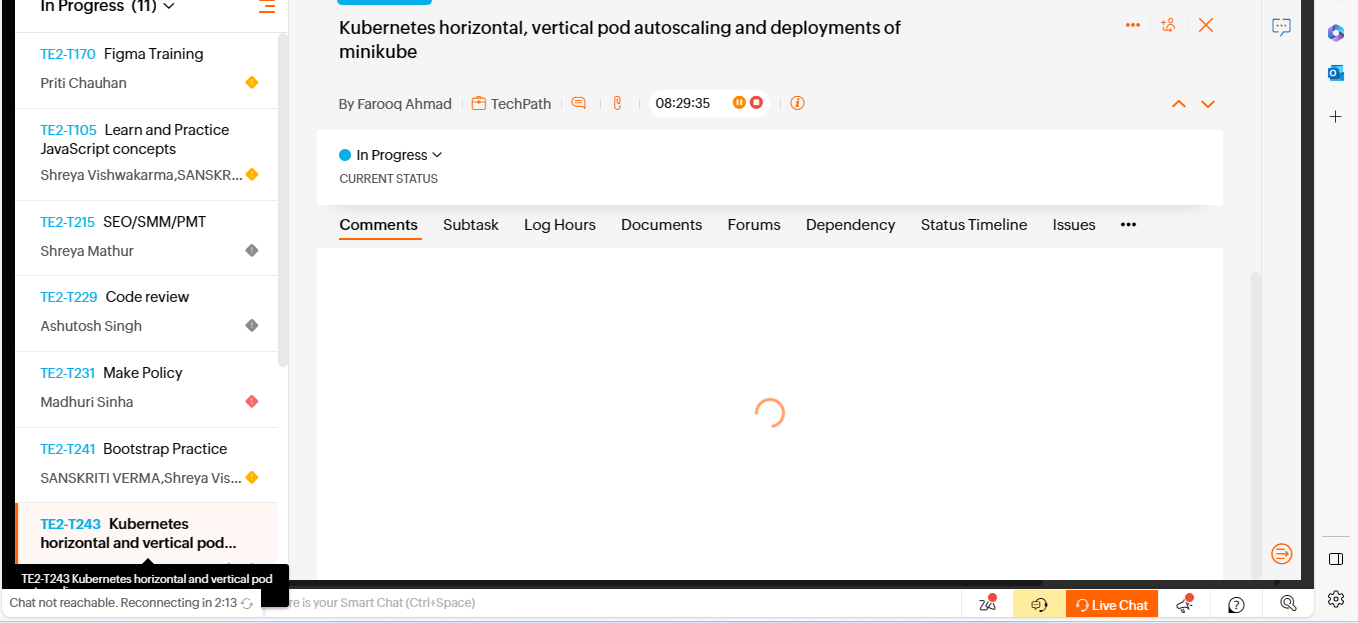 In Progress (11)
TE2-T170 Figma Training
Priti Chauhan
TE2-T105 Learn and Practice
JavaScript concepts
Shreya Vishwakarma,SANSKR...
TE2-T215 SEO/SMM/PMT
Shreya Mathur
TE2-T229 Code review
Ashutosh Singh
TE2-T231 Make Policy
Madhuri Sinha
TE2-T241 Bootstrap Practice
SANSKRITI VERMA,Shreya Vis...
TE2-T243 Kubernetes
horizontal and vertical pod...
TE2-T243 Kubernetes horizontal and vertical pod
Chat not reachable. Reconnecting in 2:13
Kubernetes horizontal, vertical pod autoscaling and deployments of
minikube
By Farooq Ahmad TechPath 08:29:35
In Progress
CURRENT STATUS
Comments Subtask Log Hours Documents Forums Dependency Status Timeline Issues
is your Smart Chat (Ctrl+Space)
Live Chat